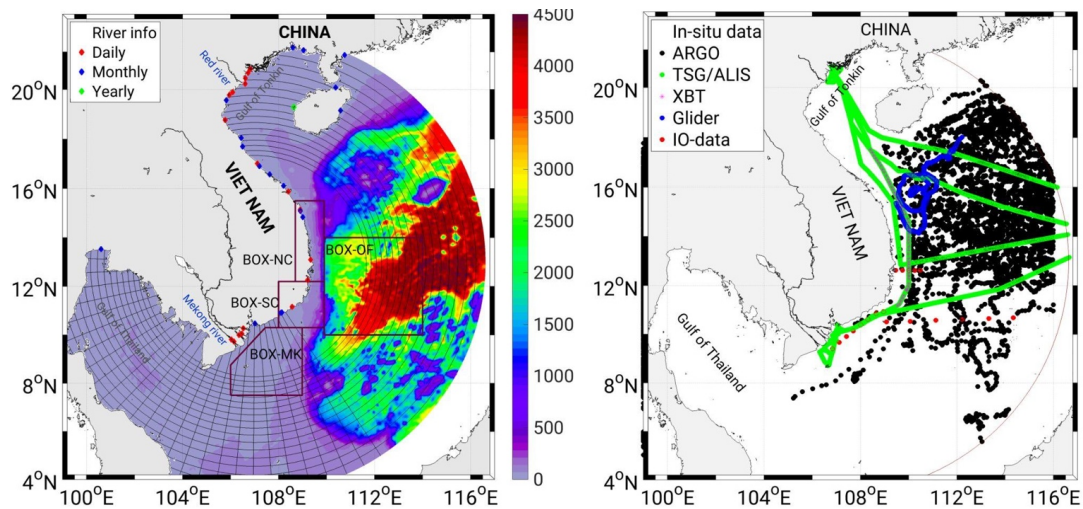 River info
Daily
Monthly
Yearly
CHINA
Red river
Gulf of Tonkin
VIET NAM
BOX-NC
BOX-OF
BOX-SC
BOX-MK
Mekong river
Gulf of Thailand
20°N
16°N
12°N
8°N
4°N
100°E
104°E
108°E
112°E
116°E
4500
4000
3500
3000
2500
2000
1500
1000
500
0
In-situ data
ARGO
TSG/ALIS
XBT
Glider
IO-data
CHINA
Gulf of Tonkin
VIET NAM
Gulf of Thailand
20°N
16°N
12°N
8°N
4°N
100°E
104°E
108°E
112°E
116°E